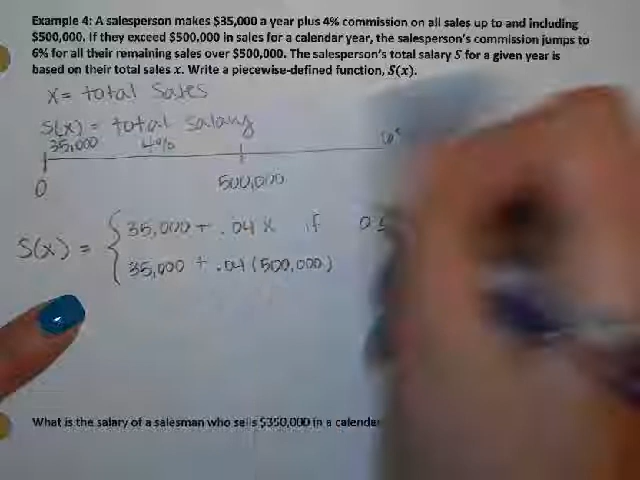 Example 4: A salesperson makes $35,000 a year plus 4% commission on all sales up to and including
$500,000. If they exceed $500,000 in sales for a calendar year, the salesperson's commission jumps to
6% for all their remaining sales over $500,000. The salesperson's total salary S for a given year is
based on their total sales x. Write a piecewise-defined function, S(x).
x = total Sales
S(x) = total salary
35,000 4%
0 500,000
S(x) = { 35,000 + .04 x if 0 ≤
35,000 + .04 (500,000)
What is the salary of a salesman who sells $350,000 in a calendar